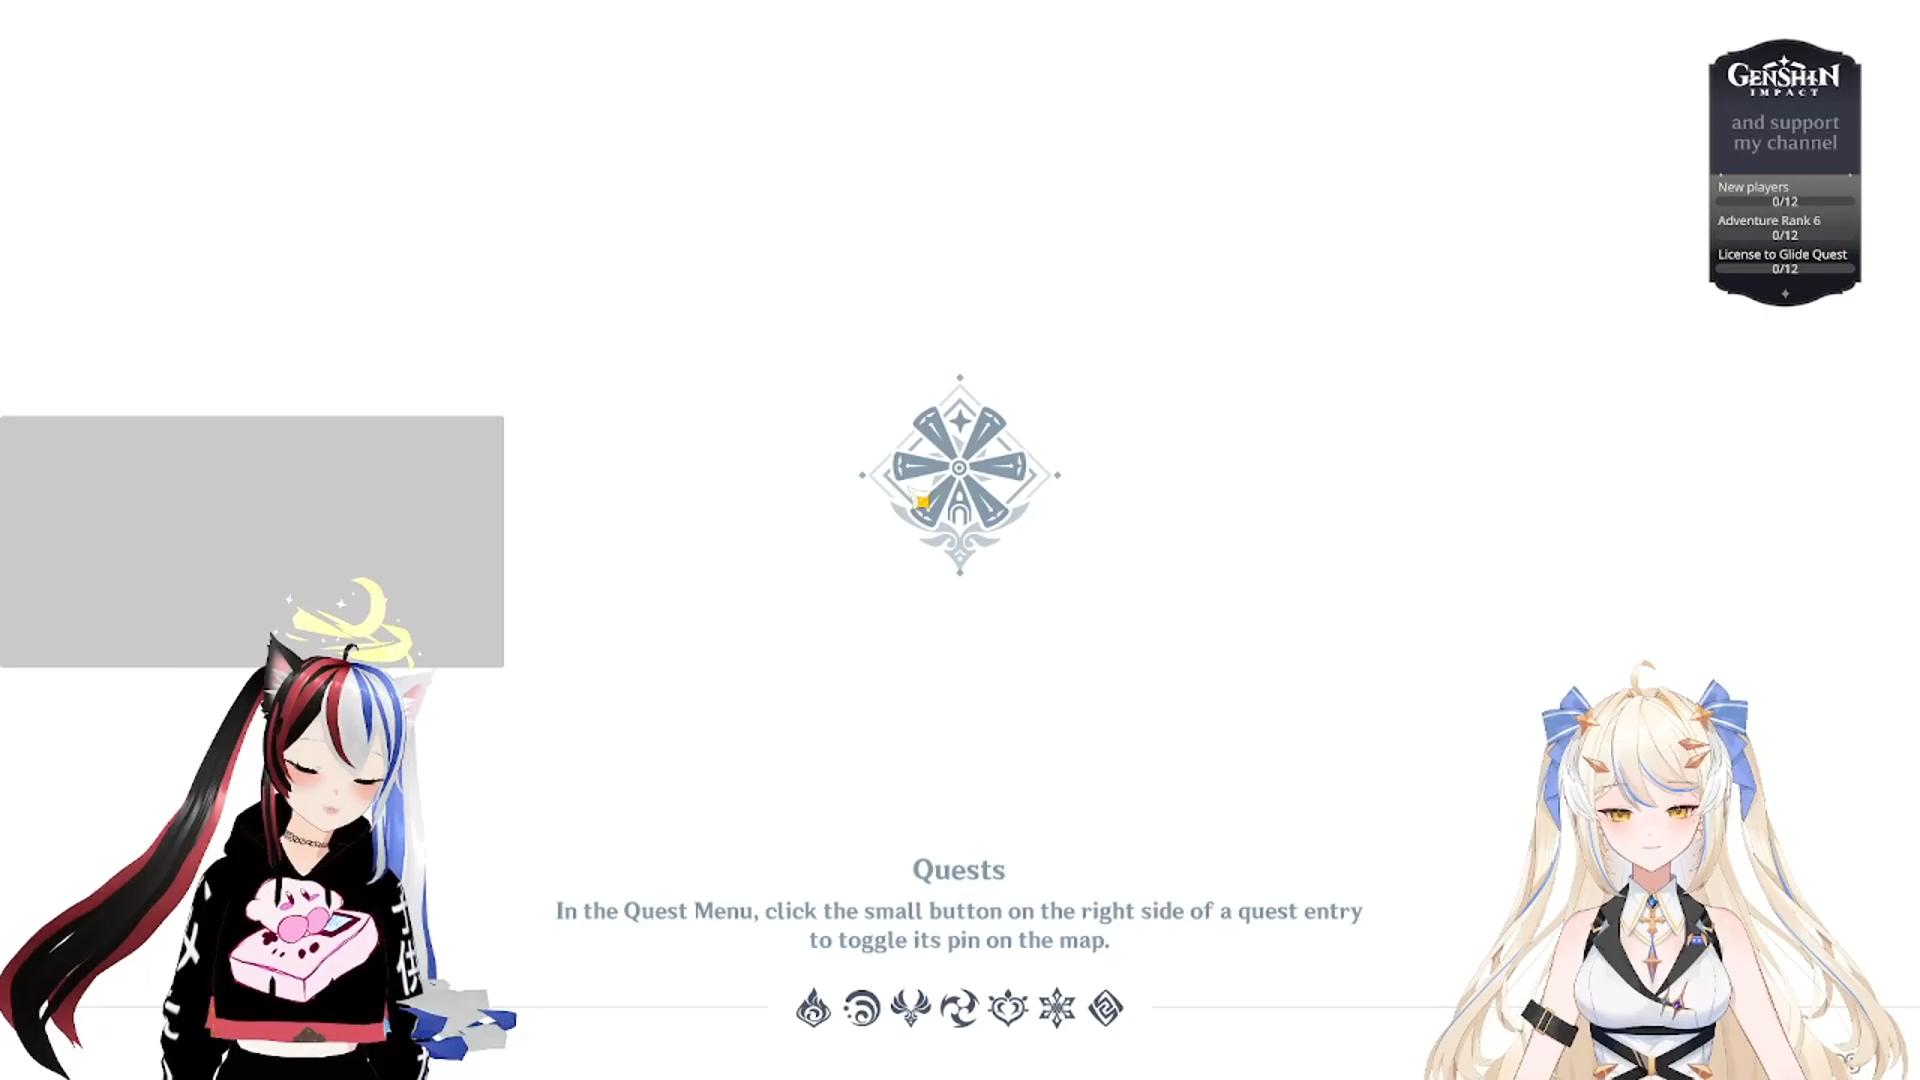 GENSHIN
IMPACT
and support
my channel
New players
0/12
Adventure Rank 6
0/12
License to Glide Quest
0/12
Quests
In the Quest Menu, click the small button on the right side of a quest entry
to toggle its pin on the map.